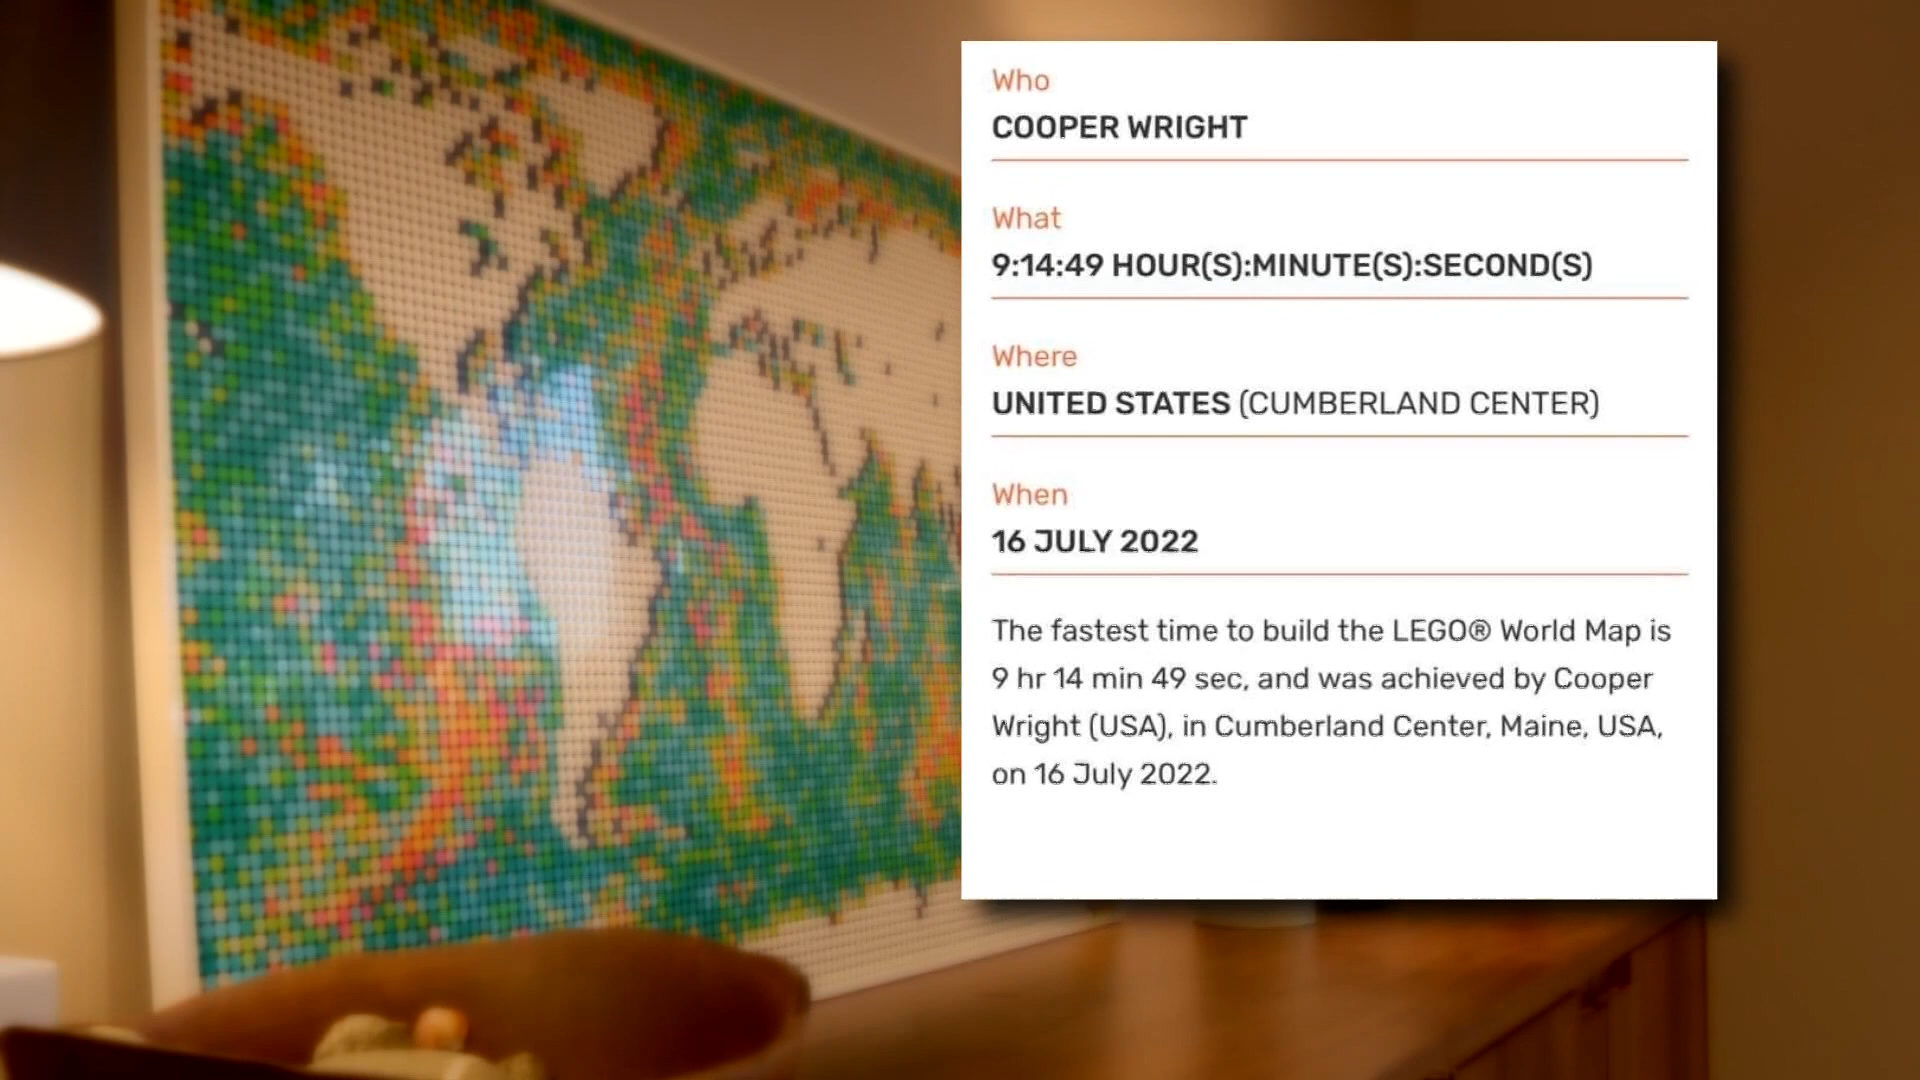 Who
COOPER WRIGHT
What
9:14:49 HOUR(S):MINUTE(S):SECOND(S)
Where
UNITED STATES (CUMBERLAND CENTER)
When
16 JULY 2022
The fastest time to build the LEGO® World Map is
9 hr 14 min 49 sec, and was achieved by Cooper
Wright (USA), in Cumberland Center, Maine, USA,
on 16 July 2022.